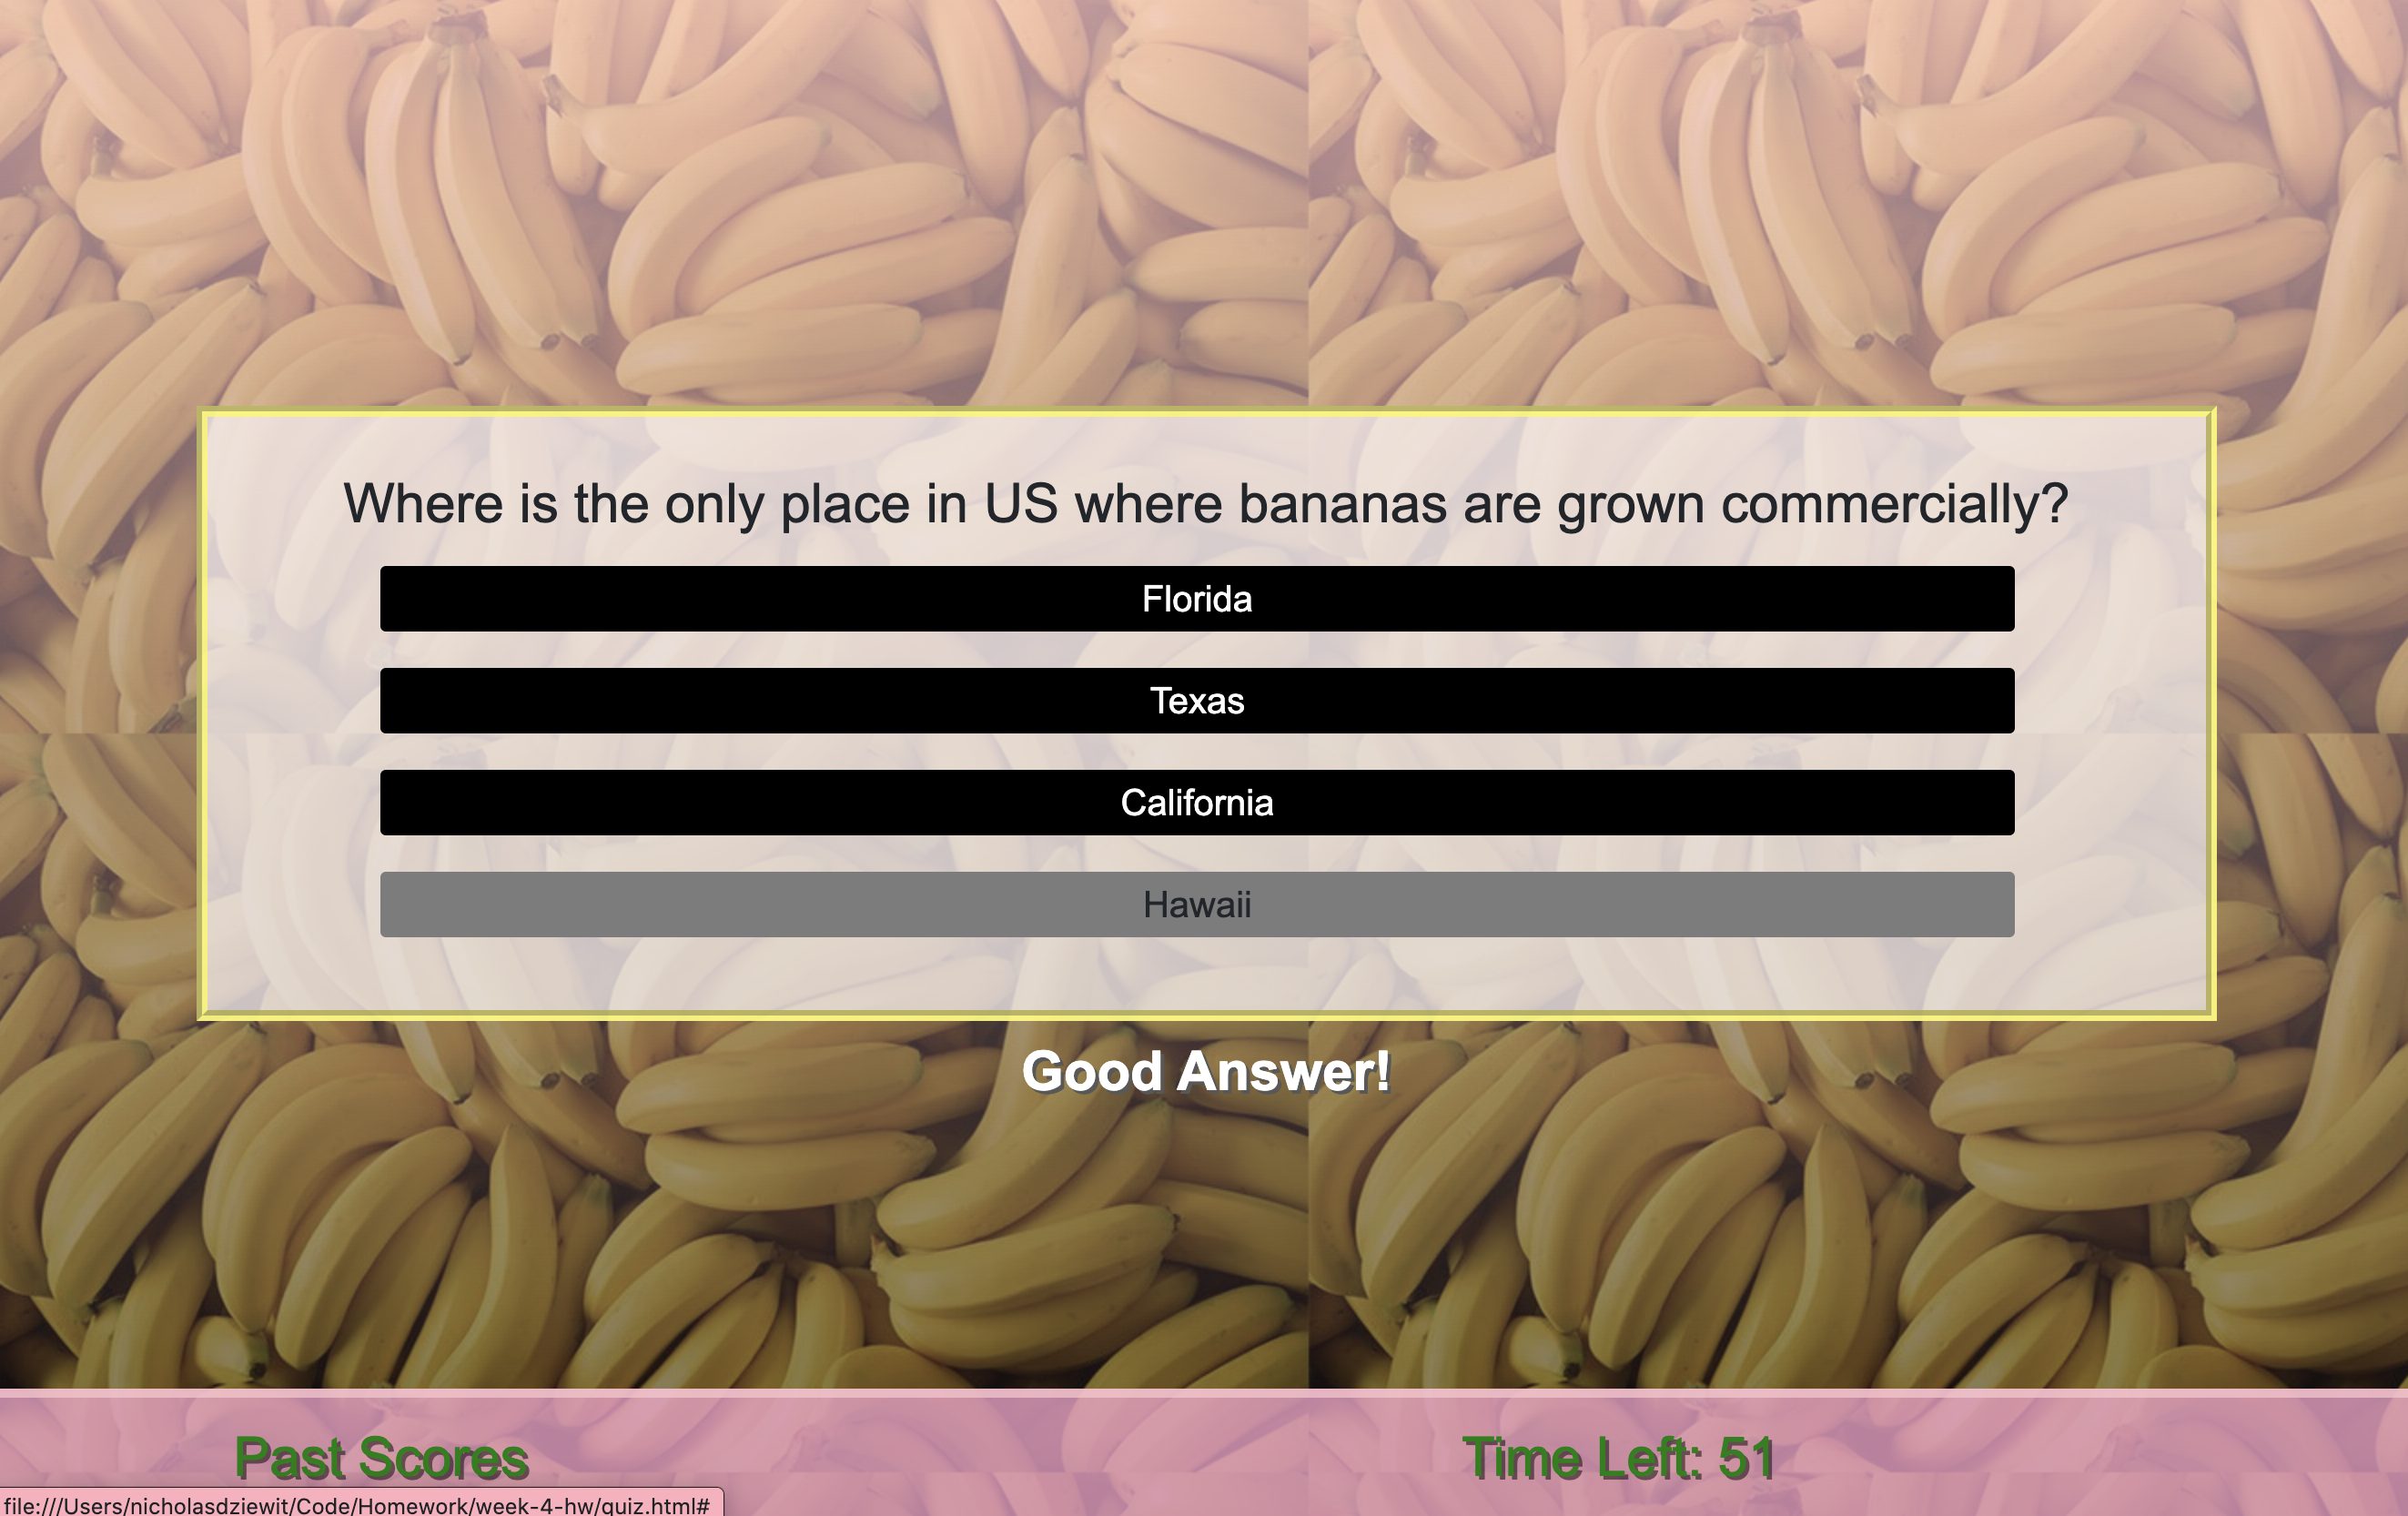 Where is the only place in US where bananas are grown commercially?
Florida
Texas
California
Hawaii
Good Answer!
Past Scores
Time Left: 51
file:///Users/nicholasdziewit/Code/Homework/week-4-hw/quiz.html#